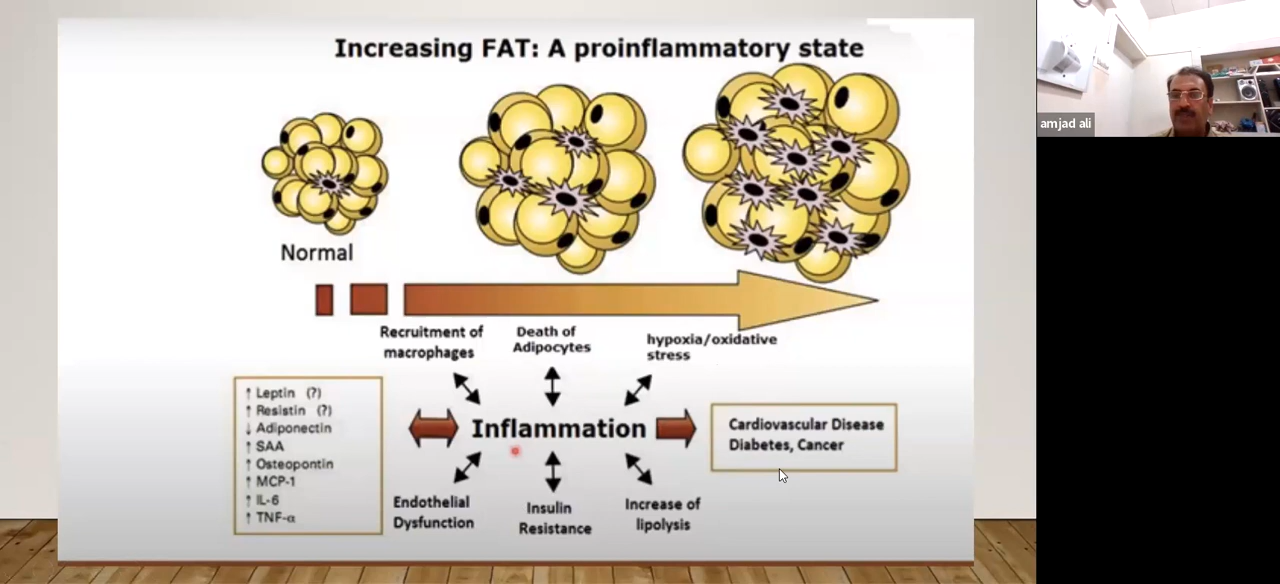 Increasing FAT: A proinflammatory state
amjad ali
Normal
Recruitment of
macrophages
Death of
Adipocytes
hypoxia/oxidative
stress
↑ Leptin (?)
↑ Resistin (?)
↓ Adiponectin
↑ SAA
↑ Osteopontin
↑ MCP-1
↑ IL-6
↑ TNF-α
Inflammation
Cardiovascular Disease
Diabetes, Cancer
Endothelial
Dysfunction
Insulin
Resistance
Increase of
lipolysis